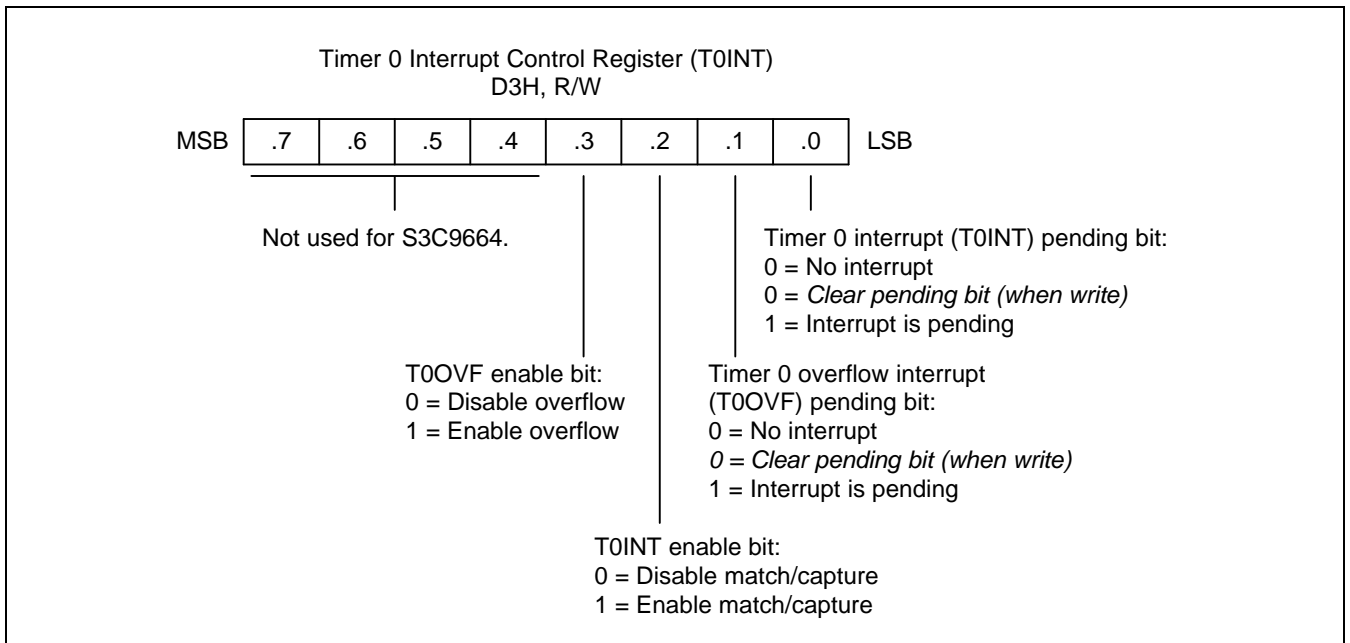 Timer 0 Interrupt Control Register (T0INT)
D3H, R/W
MSB .7 .6 .5 .4 .3 .2 .1 .0 LSB
Not used for S3C9664.
Timer 0 interrupt (T0INT) pending bit:
0 = No interrupt
0 = Clear pending bit (when write)
1 = Interrupt is pending
T0OVF enable bit:
0 = Disable overflow
1 = Enable overflow
Timer 0 overflow interrupt
(T0OVF) pending bit:
0 = No interrupt
0 = Clear pending bit (when write)
1 = Interrupt is pending
T0INT enable bit:
0 = Disable match/capture
1 = Enable match/capture